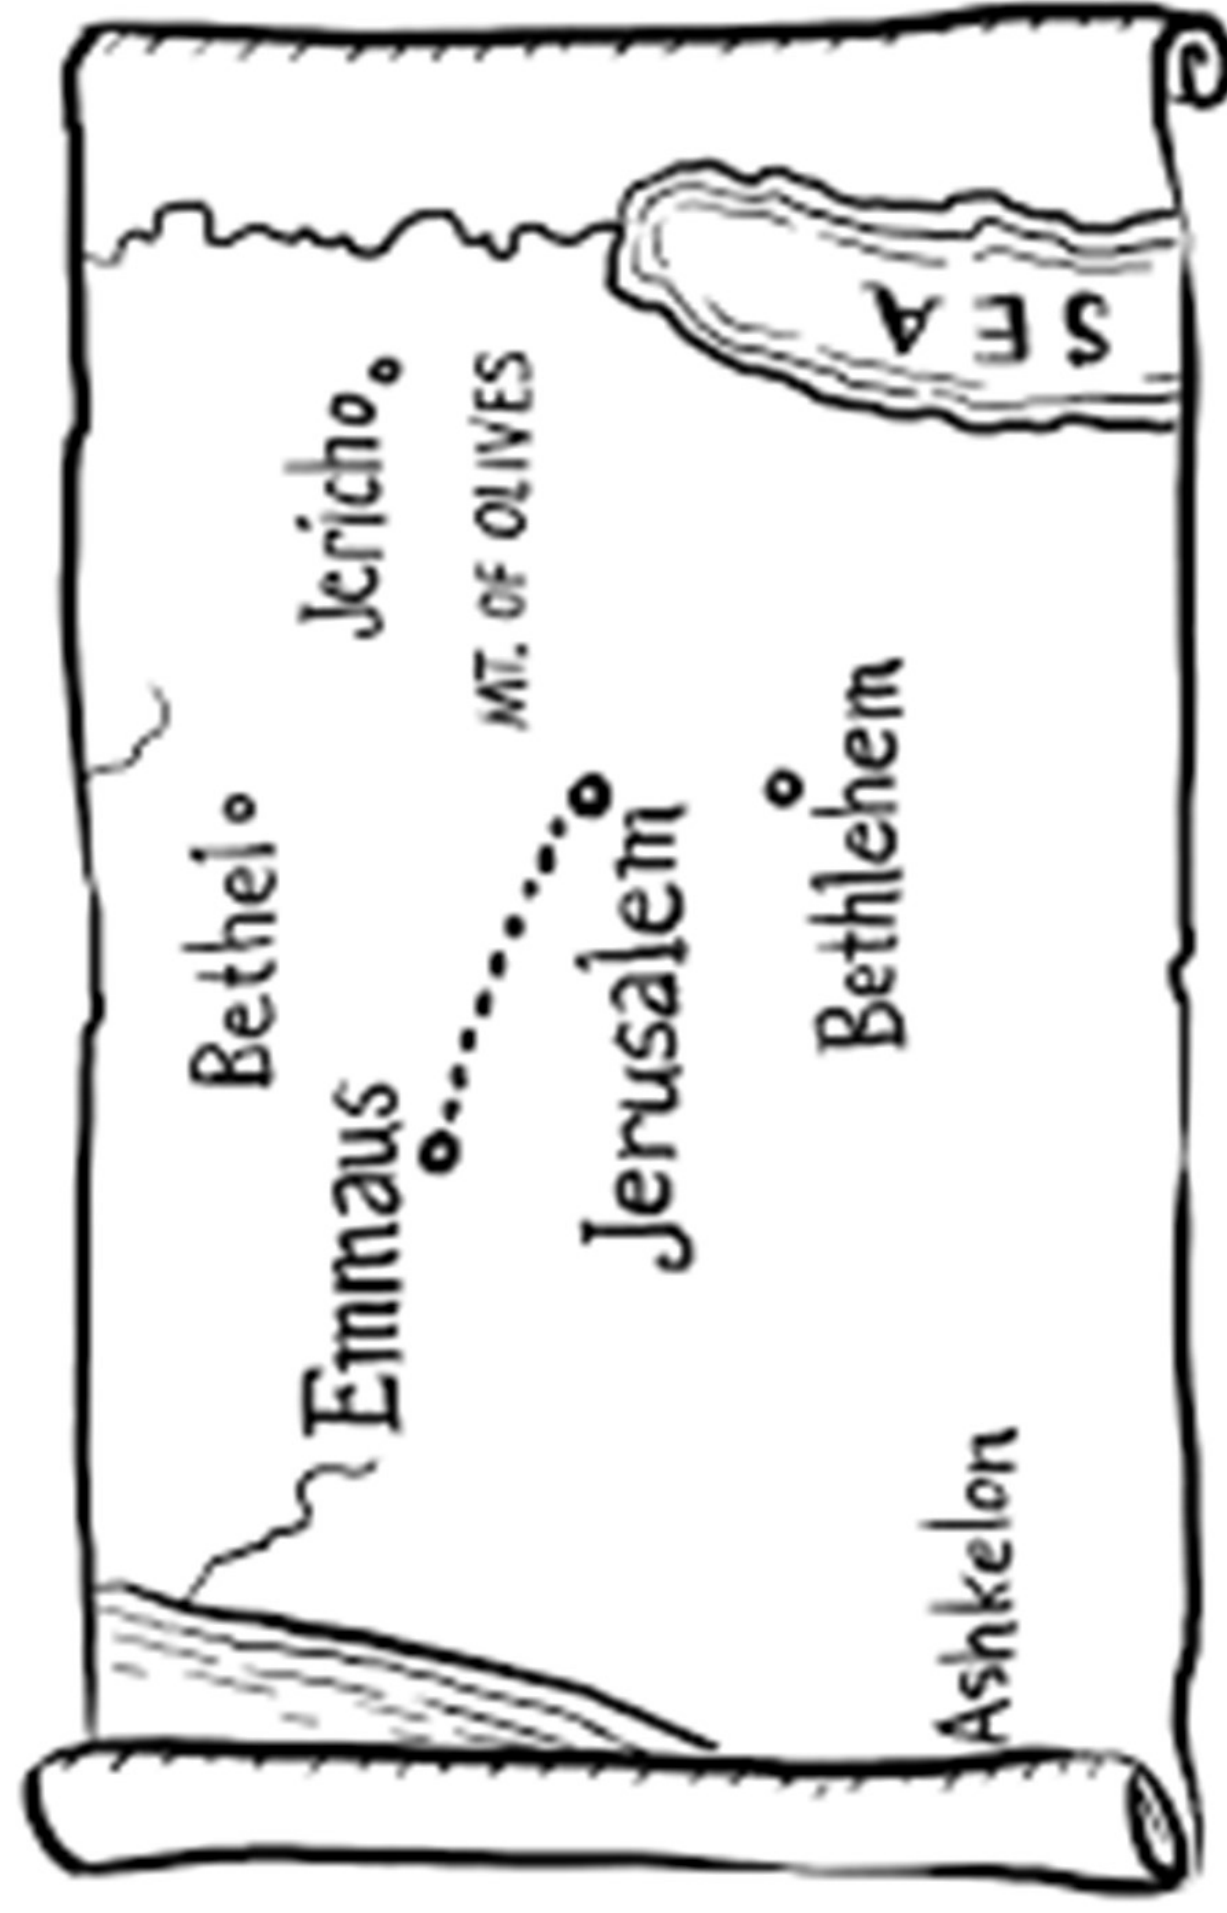 Bethel
Jericho
Emmaus
MT. OF OLIVES
Jerusalem
Bethlehem
SEA
Ashkelon